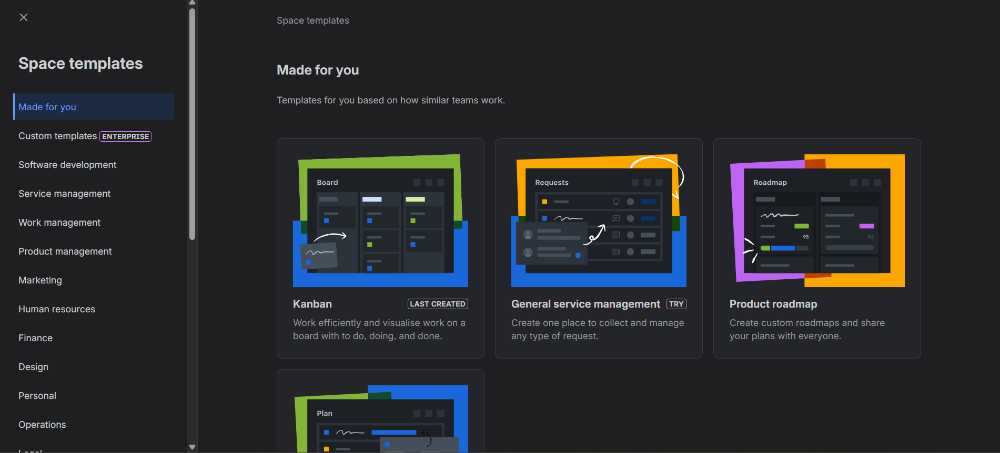 Space templates
Made for you
Custom templates ENTERPRISE
Software development
Service management
Work management
Product management
Marketing
Human resources
Finance
Design
Personal
Operations
Legal
Space templates
Made for you
Templates for you based on how similar teams work.
Board
Kanban LAST CREATED
Work efficiently and visualise work on a
board with to do, doing, and done.
Requests
General service management TRY
Create one place to collect and manage
any type of request.
Roadmap
95
82
Product roadmap
Create custom roadmaps and share
your plans with everyone.
Plan